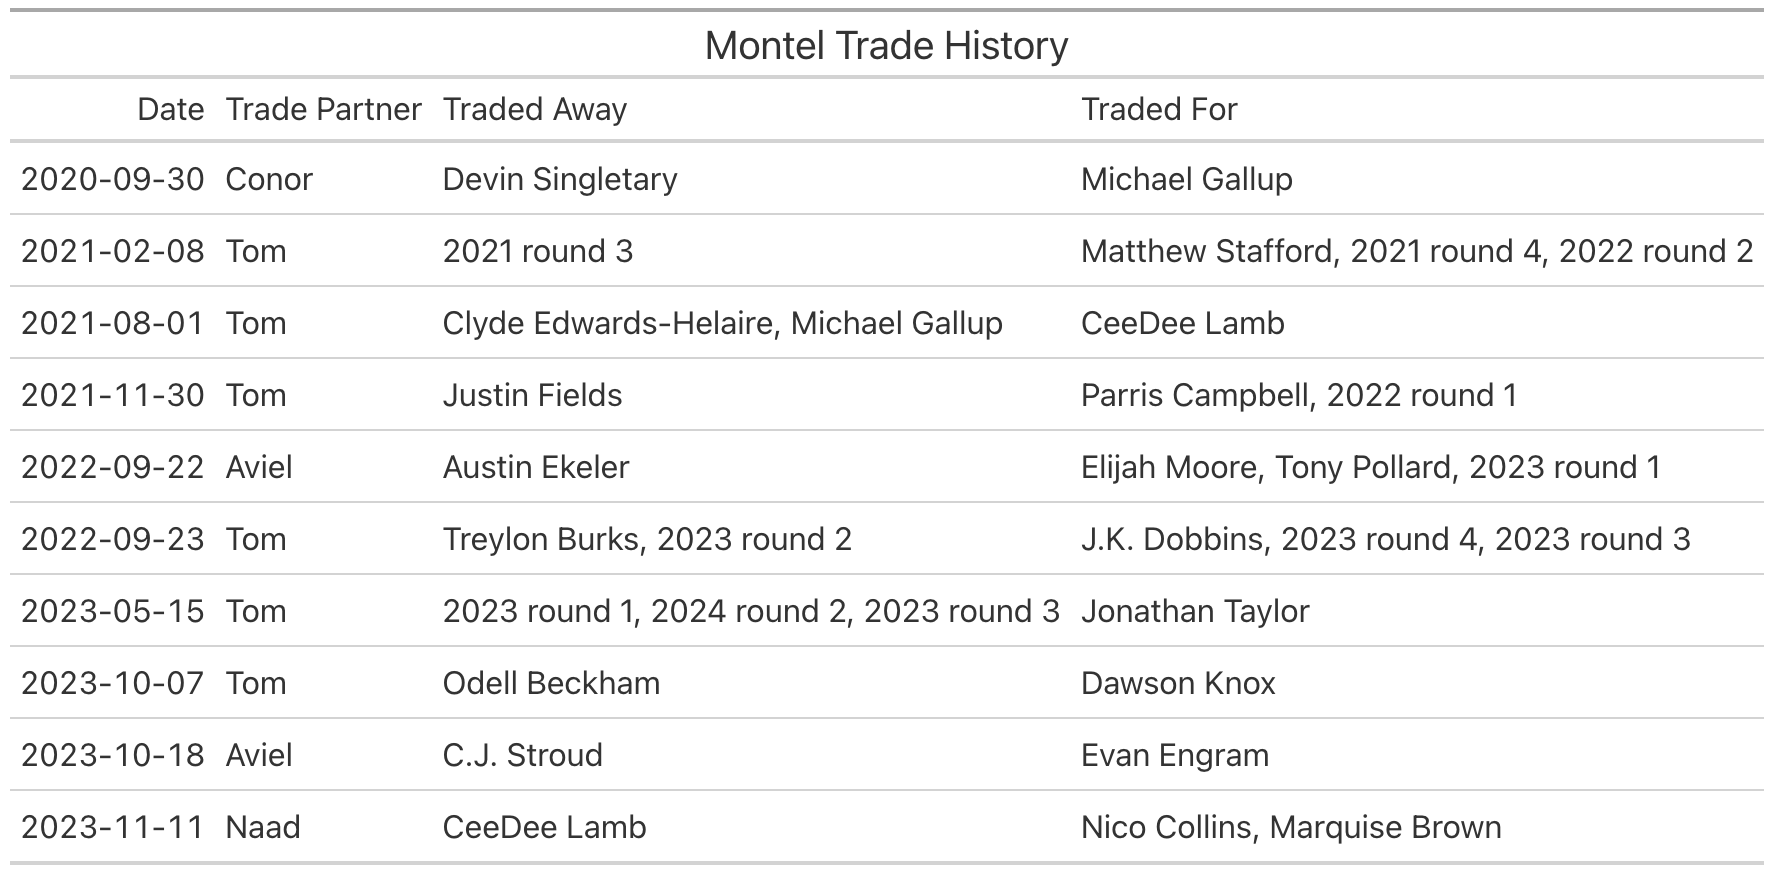 Montel Trade History
Date Trade Partner Traded Away Traded For
2020-09-30 Conor Devin Singletary Michael Gallup
2021-02-08 Tom 2021 round 3 Matthew Stafford, 2021 round 4, 2022 round 2
2021-08-01 Tom Clyde Edwards-Helaire, Michael Gallup CeeDee Lamb
2021-11-30 Tom Justin Fields Parris Campbell, 2022 round 1
2022-09-22 Aviel Austin Ekeler Elijah Moore, Tony Pollard, 2023 round 1
2022-09-23 Tom Treylon Burks, 2023 round 2 J.K. Dobbins, 2023 round 4, 2023 round 3
2023-05-15 Tom 2023 round 1, 2024 round 2, 2023 round 3 Jonathan Taylor
2023-10-07 Tom Odell Beckham Dawson Knox
2023-10-18 Aviel C.J. Stroud Evan Engram
2023-11-11 Naad CeeDee Lamb Nico Collins, Marquise Brown